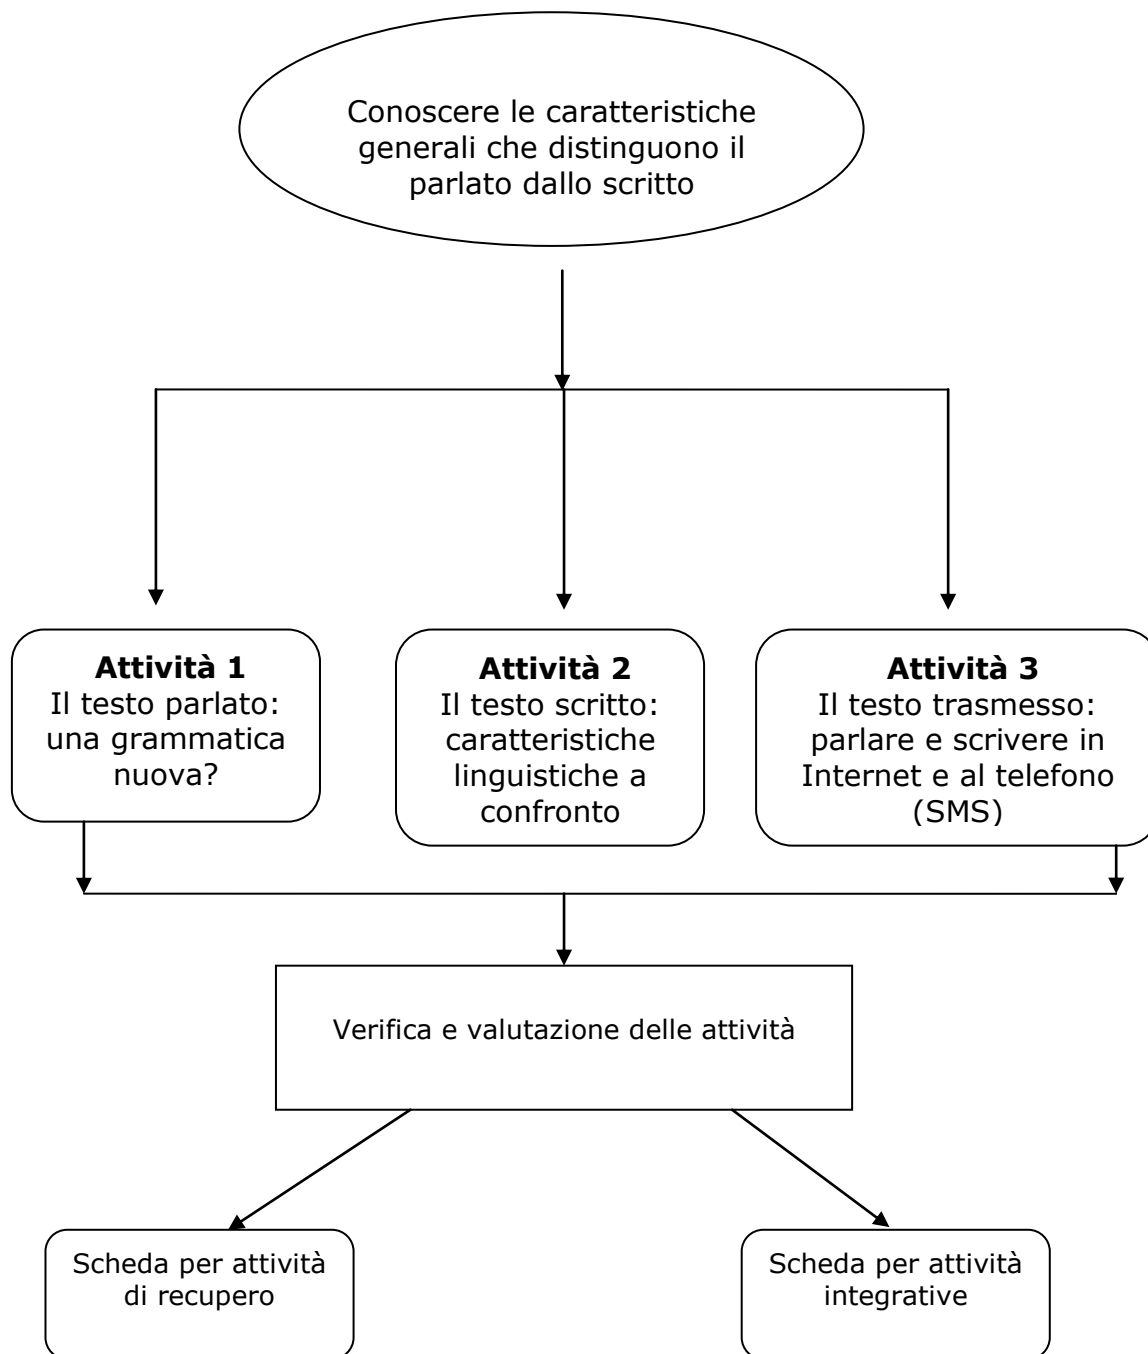 Conoscere le caratteristiche
generali che distinguono il
parlato dallo scritto
Attività 1
Il testo parlato:
una grammatica
nuova?
Attività 2
Il testo scritto:
caratteristiche
linguistiche a
confronto
Attività 3
Il testo trasmesso:
parlare e scrivere in
Internet e al telefono
(SMS)
Verifica e valutazione delle attività
Scheda per attività
di recupero
Scheda per attività
integrative